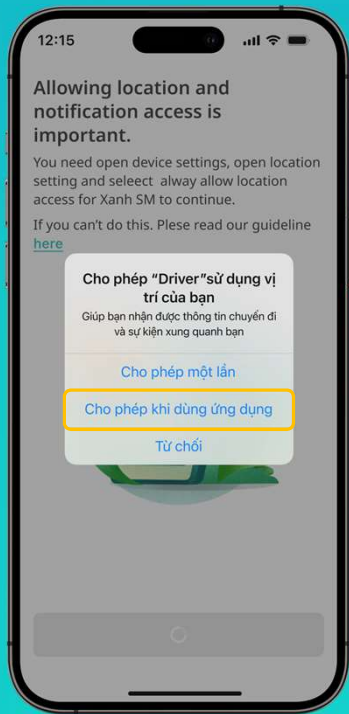 12:15
Allowing location and
notification access is
important.
You need open device settings, open location
setting and seleect alway allow location
access for Xanh SM to continue.
If you can't do this. Plese read our guideline
here
Cho phép “Driver”sử dụng vị
trí của bạn
Giúp bạn nhận được thông tin chuyến đi
và sự kiện xung quanh bạn
Cho phép một lần
Cho phép khi dùng ứng dụng
Từ chối